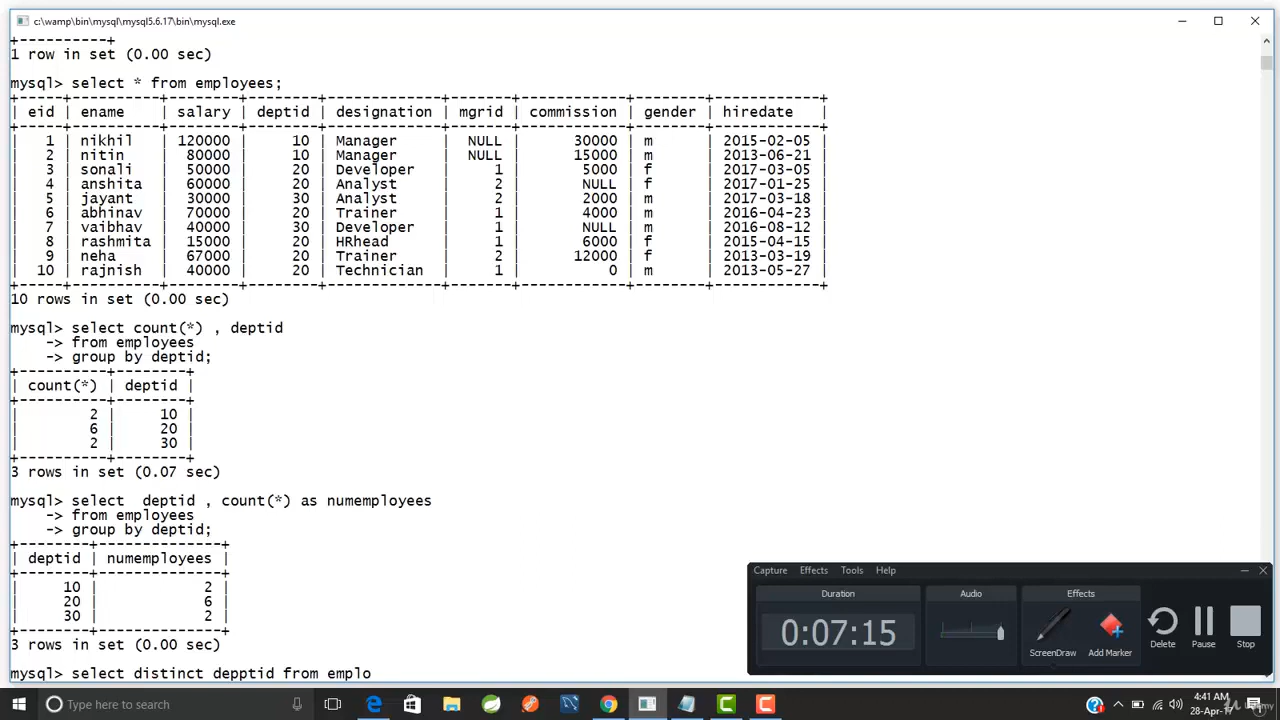 c:\wamp\bin\mysql\mysql5.6.17\bin\mysql.exe
+----------+
1 row in set (0.00 sec)
mysql> select * from employees;
+-----+----------+--------+--------+-------------+-------+------------+--------+------------+
| eid | ename | salary | deptid | designation | mgrid | commission | gender | hiredate |
+-----+----------+--------+--------+-------------+-------+------------+--------+------------+
| 1 | nikhil | 120000 | 10 | Manager | NULL | 30000 | m | 2015-02-05 |
| 2 | nitin | 80000 | 10 | Manager | NULL | 15000 | m | 2013-06-21 |
| 3 | sonali | 50000 | 20 | Developer | 1 | 5000 | f | 2017-03-05 |
| 4 | anshita | 60000 | 20 | Analyst | 2 | NULL | f | 2017-01-25 |
| 5 | jayant | 30000 | 30 | Analyst | 2 | 2000 | m | 2017-03-18 |
| 6 | abhinav | 70000 | 20 | Trainer | 1 | 4000 | m | 2016-04-23 |
| 7 | vaibhav | 40000 | 30 | Developer | 1 | NULL | m | 2016-08-12 |
| 8 | rashmita | 15000 | 20 | HRhead | 1 | 6000 | f | 2015-04-15 |
| 9 | neha | 67000 | 20 | Trainer | 2 | 12000 | f | 2013-03-19 |
| 10 | rajnish | 40000 | 20 | Technician | 1 | 0 | m | 2013-05-27 |
+-----+----------+--------+--------+-------------+-------+------------+--------+------------+
10 rows in set (0.00 sec)
mysql> select count(*) , deptid
-> from employees
-> group by deptid;
+----------+--------+
| count(*) | deptid |
+----------+--------+
| 2 | 10 |
| 6 | 20 |
| 2 | 30 |
+----------+--------+
3 rows in set (0.07 sec)
mysql> select  deptid , count(*) as numemployees
-> from employees
-> group by deptid;
+--------+--------------+
| deptid | numemployees |
+--------+--------------+
| 10 | 2 |
| 20 | 6 |
| 30 | 2 |
+--------+--------------+
3 rows in set (0.00 sec)
mysql> select distinct depptid from emplo
Capture Effects Tools Help
Duration Audio Effects
0:07:15
ScreenDraw Add Marker Delete Pause Stop
Type here to search
4:41 AM
28-Apr-17
Udemy